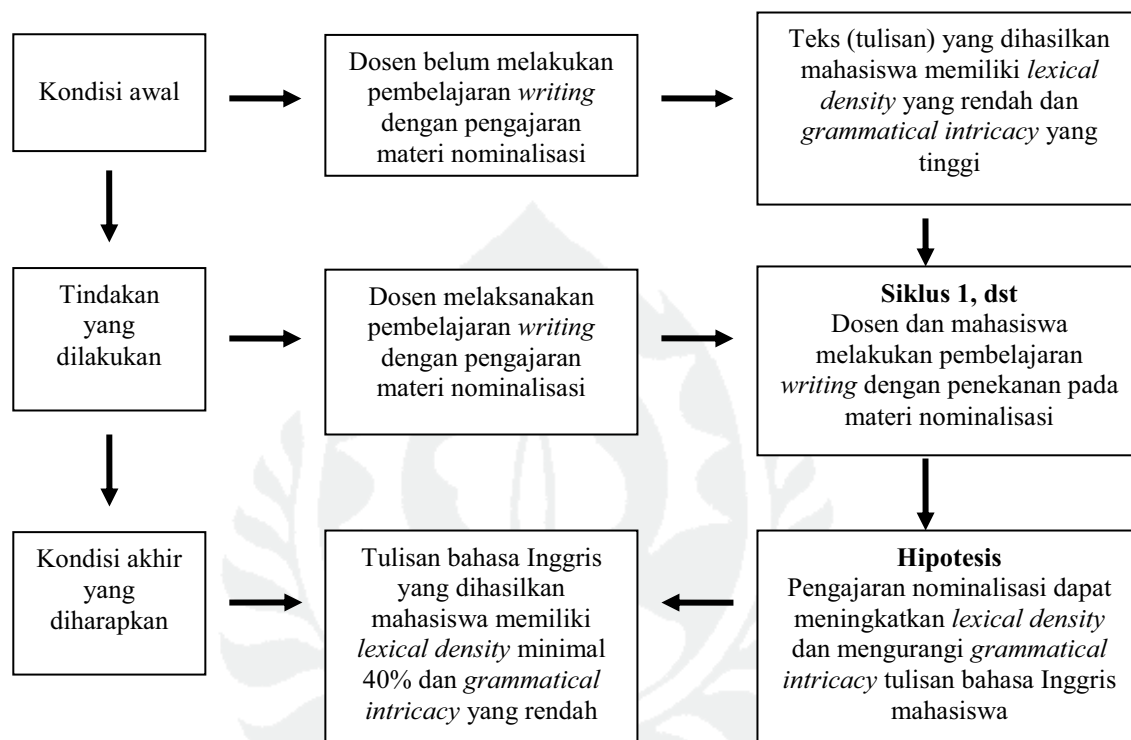 Kondisi awal
Dosen belum melakukan
pembelajaran writing
dengan pengajaran
materi nominalisasi
Teks (tulisan) yang dihasilkan
mahasiswa memiliki lexical
density yang rendah dan
grammatical intricacy yang
tinggi
Tindakan
yang
dilakukan
Dosen melaksanakan
pembelajaran writing
dengan pengajaran
materi nominalisasi
Siklus 1, dst
Dosen dan mahasiswa
melakukan pembelajaran
writing dengan penekanan pada
materi nominalisasi
Kondisi akhir
yang
diharapkan
Tulisan bahasa Inggris
yang dihasilkan
mahasiswa memiliki
lexical density minimal
40% dan grammatical
intricacy yang rendah
Hipotesis
Pengajaran nominalisasi dapat
meningkatkan lexical density
dan mengurangi grammatical
intricacy tulisan bahasa Inggris
mahasiswa